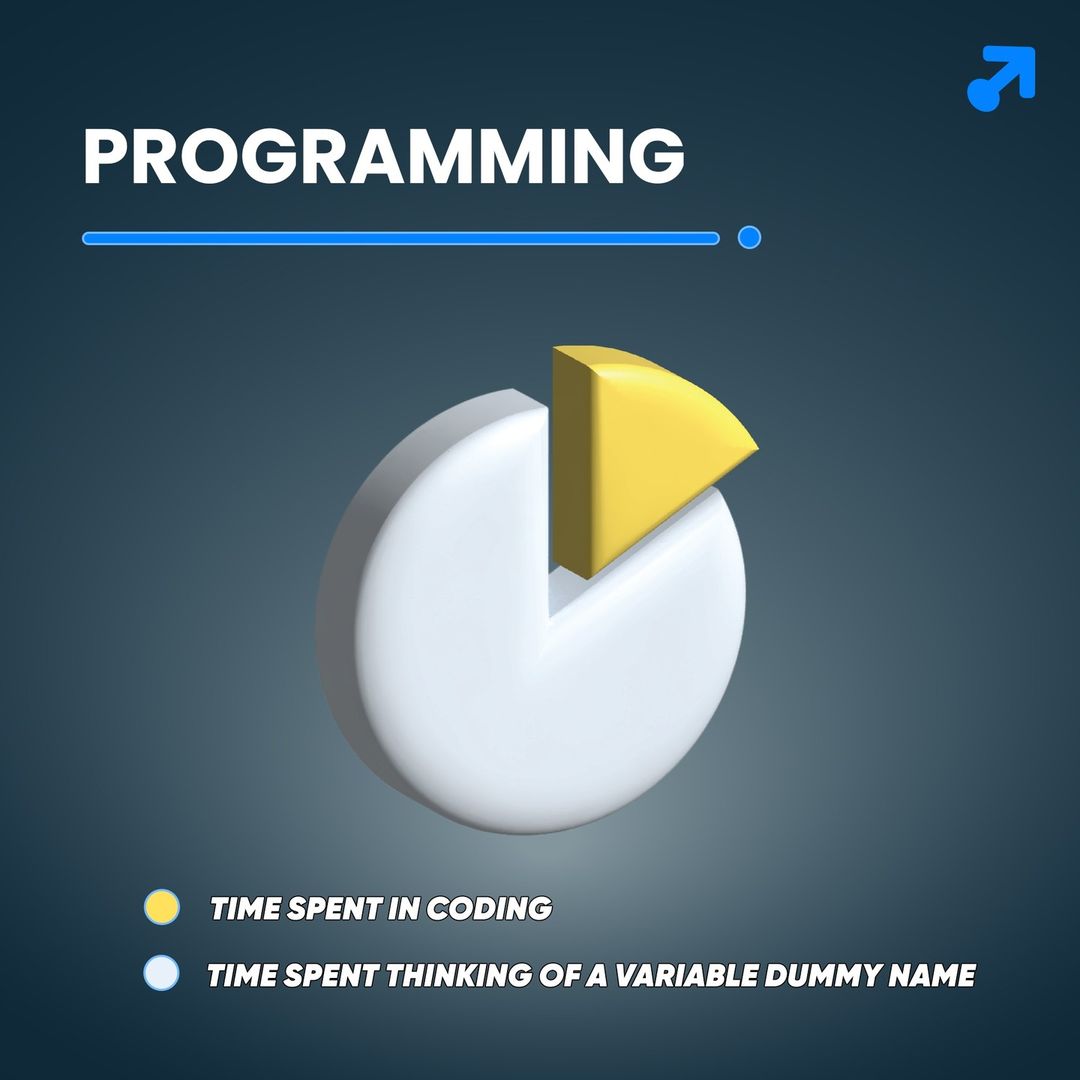 PROGRAMMING
TIME SPENT IN CODING
TIME SPENT THINKING OF A VARIABLE DUMMY NAME